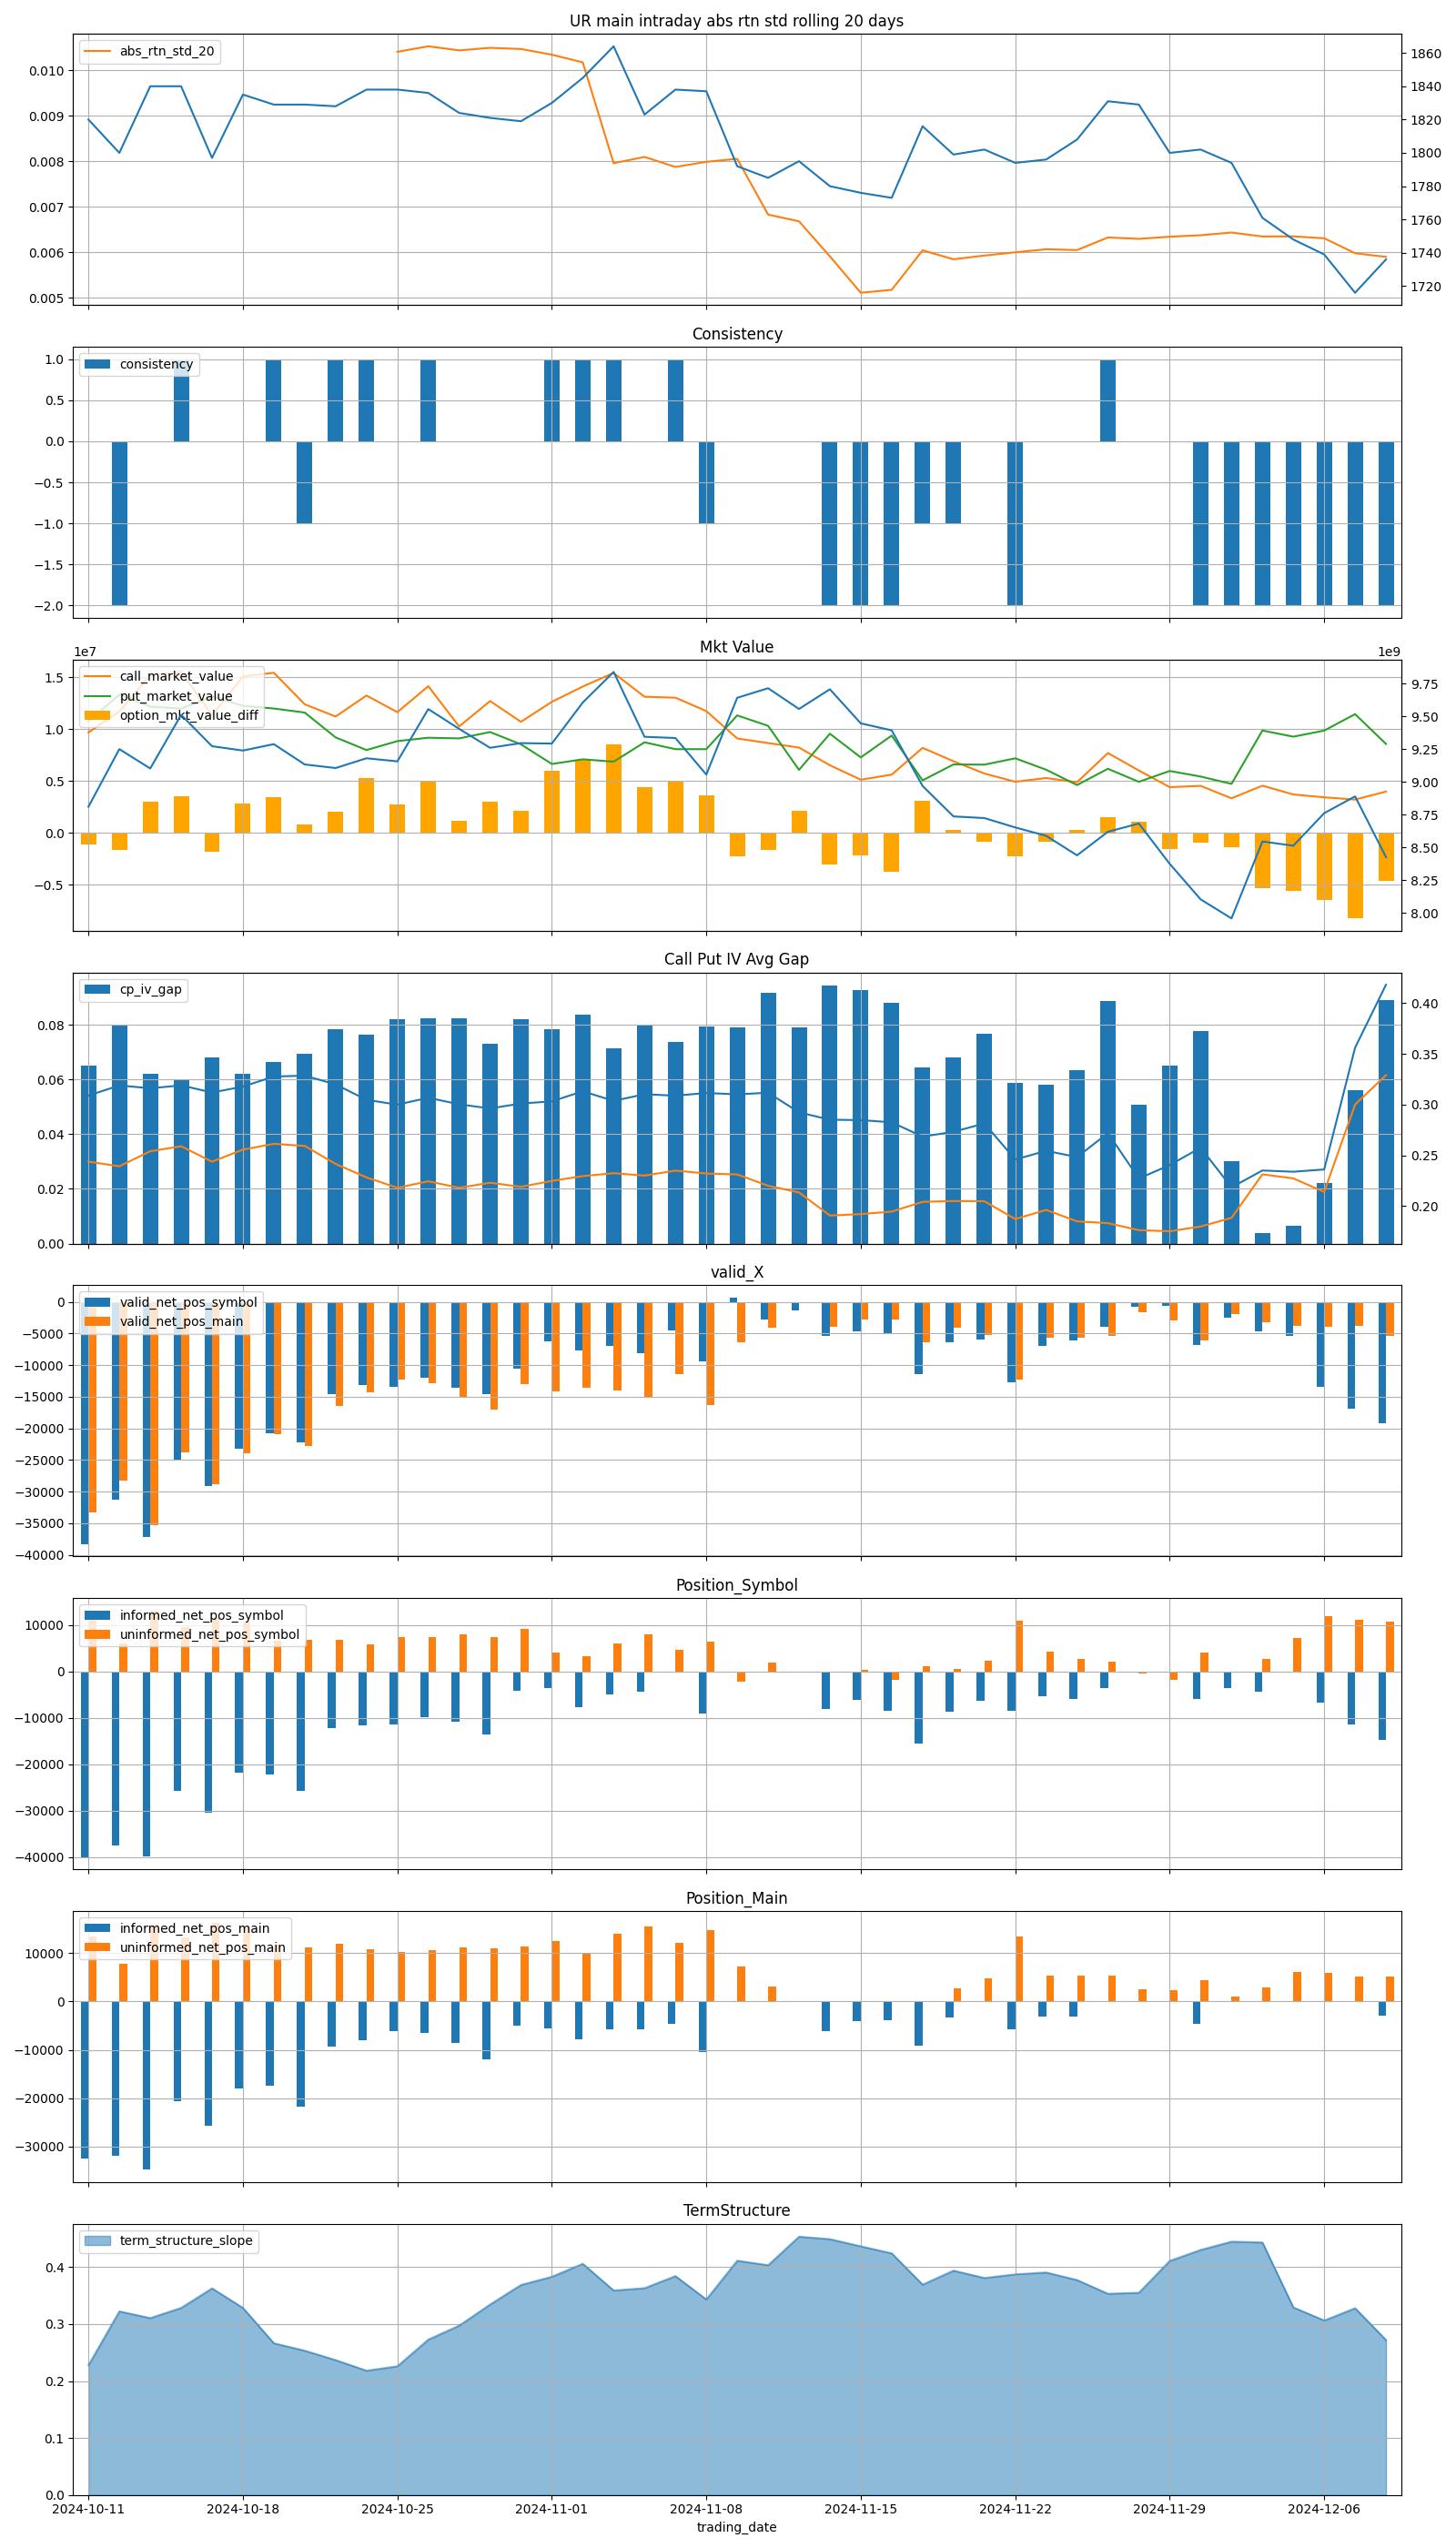 UR main intraday abs rtn std rolling 20 days
abs_rtn_std_20
0.010
0.009
0.008
0.007
0.006
0.005
1860
1840
1820
1800
1780
1760
1740
1720
Consistency
consistency
1.0
0.5
0.0
−0.5
−1.0
−1.5
−2.0
Mkt Value
1e7
1e9
call_market_value
put_market_value
option_mkt_value_diff
1.5
1.0
0.5
0.0
−0.5
9.75
9.50
9.25
9.00
8.75
8.50
8.25
8.00
Call Put IV Avg Gap
cp_iv_gap
0.08
0.06
0.04
0.02
0.00
0.40
0.35
0.30
0.25
0.20
valid_X
valid_net_pos_symbol
valid_net_pos_main
0
−5000
−10000
−15000
−20000
−25000
−30000
−35000
−40000
Position_Symbol
informed_net_pos_symbol
uninformed_net_pos_symbol
10000
0
−10000
−20000
−30000
−40000
Position_Main
informed_net_pos_main
uninformed_net_pos_main
10000
0
−10000
−20000
−30000
TermStructure
term_structure_slope
0.4
0.3
0.2
0.1
0.0
2024-10-11 2024-10-18 2024-10-25 2024-11-01 2024-11-08 2024-11-15 2024-11-22 2024-11-29 2024-12-06
trading_date